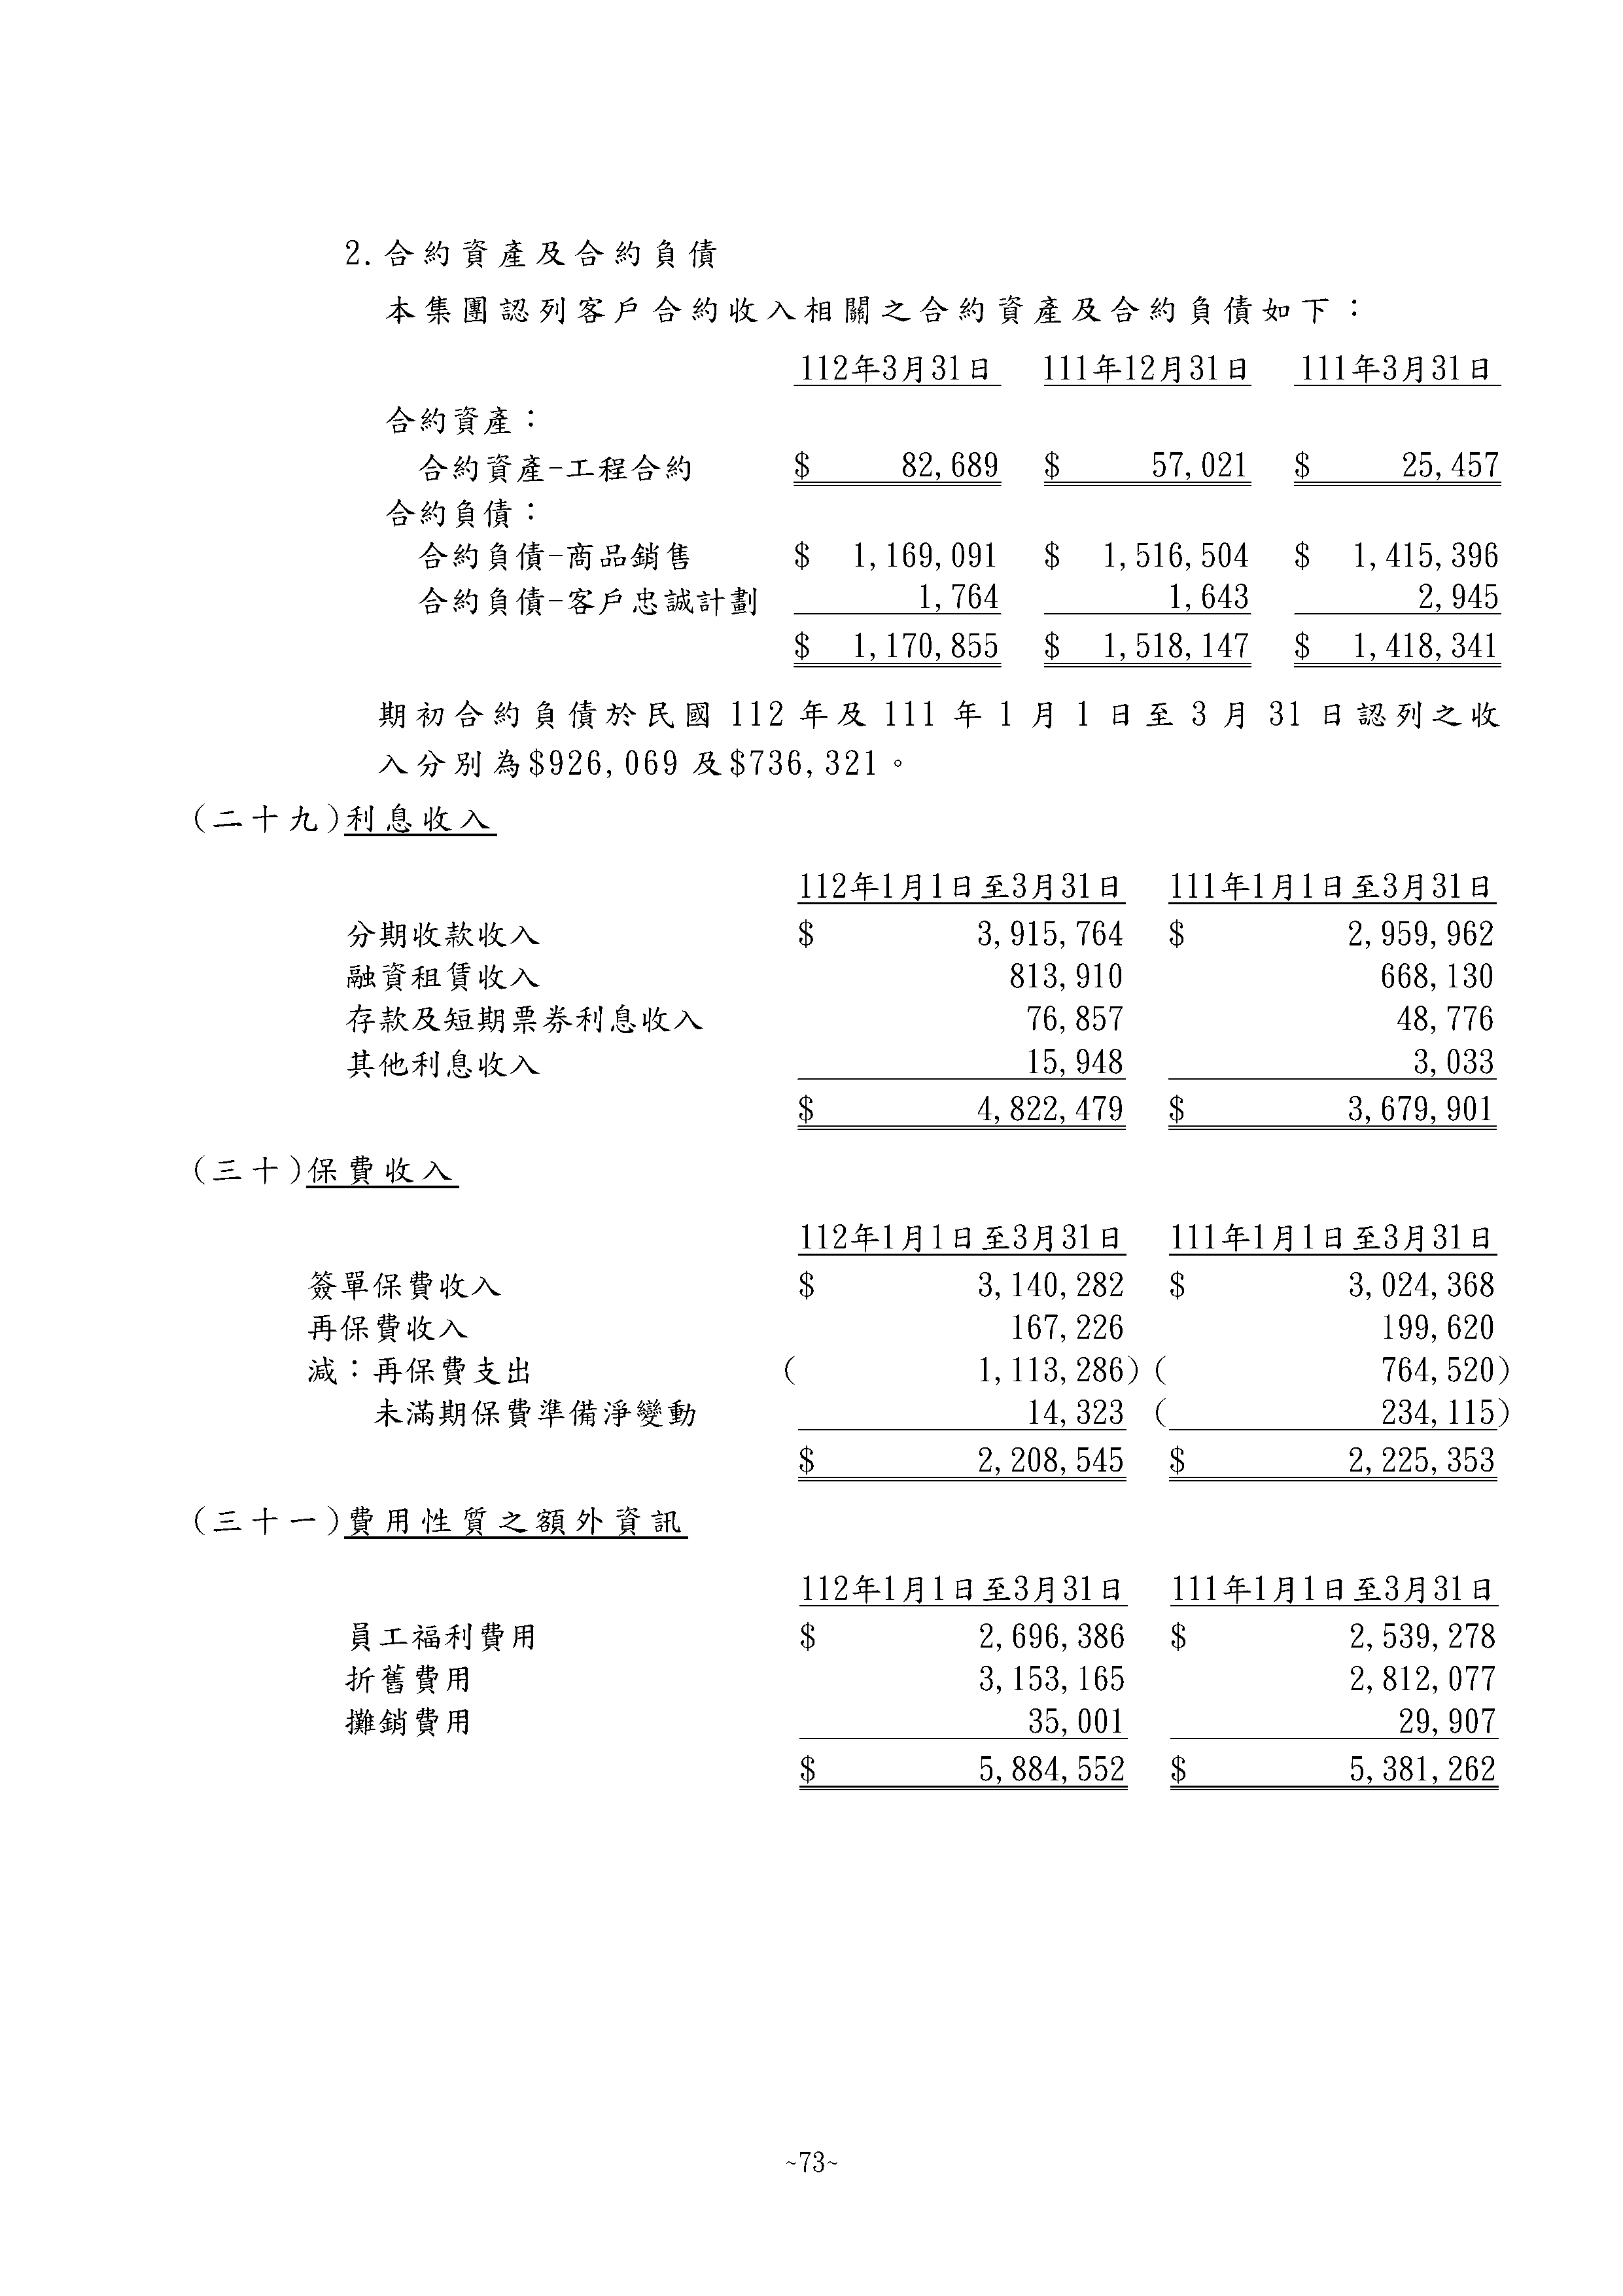 2.合約資產及合約負債
本集團認列客戶合約收入相關之合約資產及合約負債如下：
112年3月31日 111年12月31日 111年3月31日
合約資產：
合約資產-工程合約 $ 82,689 $ 57,021 $ 25,457
合約負債：
合約負債-商品銷售 $ 1,169,091 $ 1,516,504 $ 1,415,396
合約負債-客戶忠誠計劃 1,764 1,643 2,945
$ 1,170,855 $ 1,518,147 $ 1,418,341
期初合約負債於民國 112 年及 111 年 1 月 1 日至 3 月 31 日認列之收
入分別為$926,069 及$736,321。
(二十九)利息收入
112年1月1日至3月31日 111年1月1日至3月31日
分期收款收入 $ 3,915,764 $ 2,959,962
融資租賃收入 813,910 668,130
存款及短期票券利息收入 76,857 48,776
其他利息收入 15,948 3,033
$ 4,822,479 $ 3,679,901
(三十)保費收入
112年1月1日至3月31日 111年1月1日至3月31日
簽單保費收入 $ 3,140,282 $ 3,024,368
再保費收入 167,226 199,620
減：再保費支出 ( 1,113,286) ( 764,520)
未滿期保費準備淨變動 14,323 ( 234,115)
$ 2,208,545 $ 2,225,353
(三十一)費用性質之額外資訊
112年1月1日至3月31日 111年1月1日至3月31日
員工福利費用 $ 2,696,386 $ 2,539,278
折舊費用 3,153,165 2,812,077
攤銷費用 35,001 29,907
$ 5,884,552 $ 5,381,262
~73~